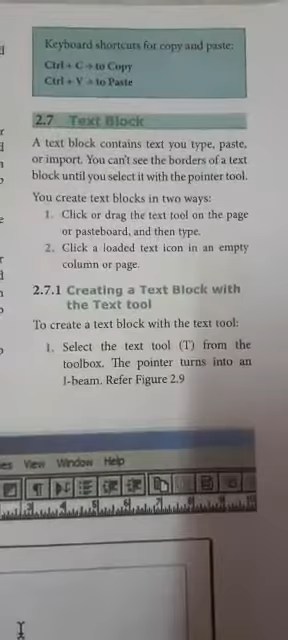 Keyboard shortcuts for copy and paste:
Ctrl + C → to Copy
Ctrl + V → to Paste
2.7 Text Block
A text block contains text you type, paste,
or import. You can't see the borders of a text
block until you select it with the pointer tool.
You create text blocks in two ways:
1. Click or drag the text tool on the page
or pasteboard, and then type.
2. Click a loaded text icon in an empty
column or page.
2.7.1 Creating a Text Block with
the Text tool
To create a text block with the text tool:
1. Select the text tool (T) from the
toolbox. The pointer turns into an
I-beam. Refer Figure 2.9
View Window Help